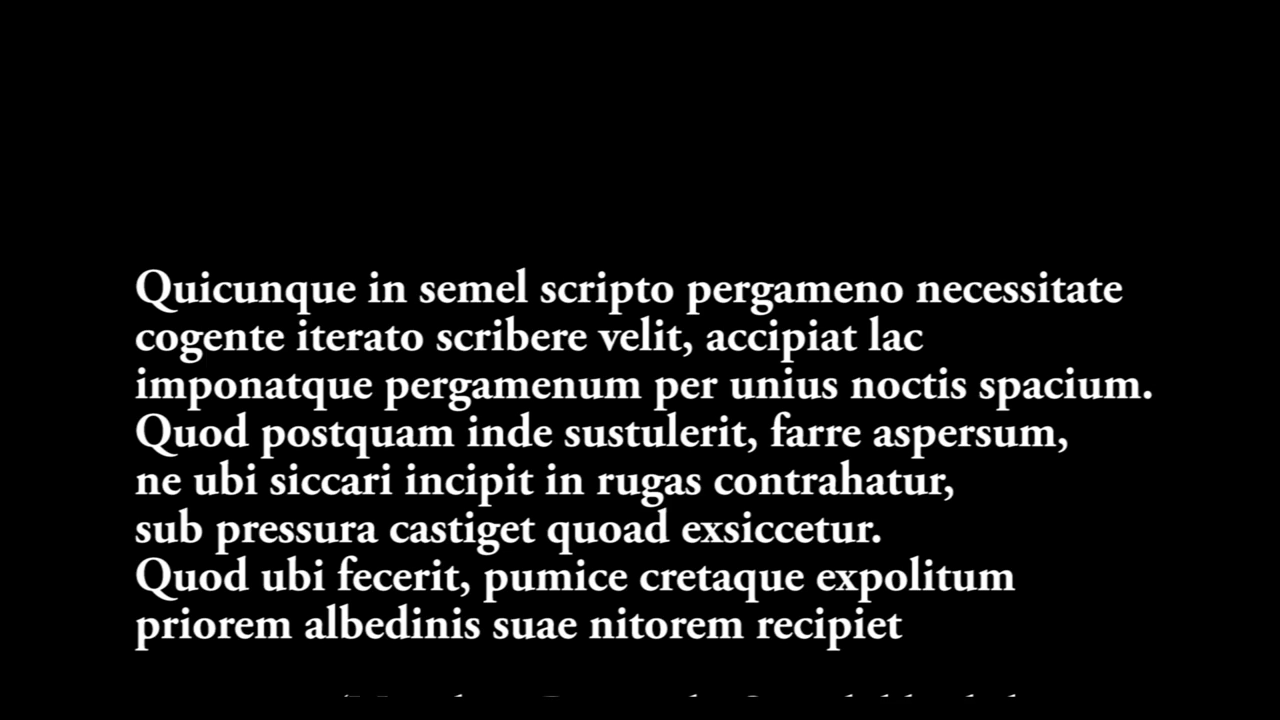 Quicunque in semel scripto pergameno necessitate
cogente iterato scribere velit, accipiat lac
imponatque pergamenum per unius noctis spacium.
Quod postquam inde sustulerit, farre aspersum,
ne ubi siccari incipit in rugas contrahatur,
sub pressura castiget quoad exsiccetur.
Quod ubi fecerit, pumice cretaque expolitum
priorem albedinis suae nitorem recipiet